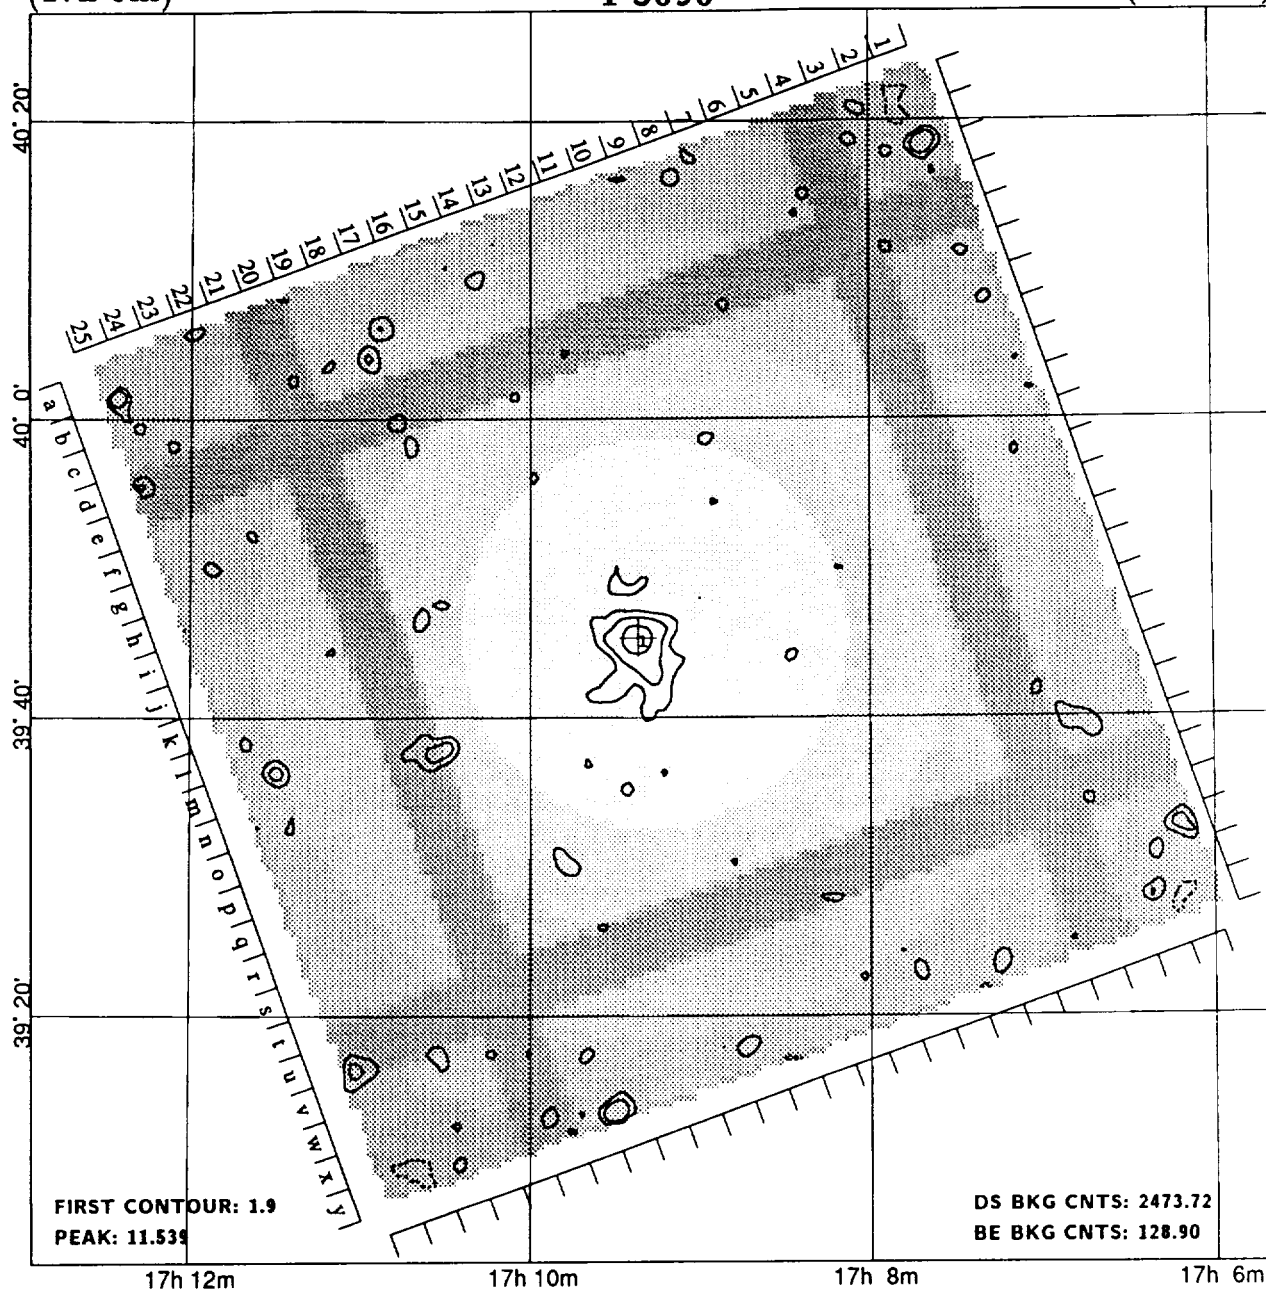 1 2 3 4 5 6 7 8 9 10 11 12 13 14 15 16 17 18 19 20 21 22 23 24 25
40° 20'
40° 0'
39° 40'
39° 20'
a b c d e f g h i j k l m n o p q r s t u v w x y
1
FIRST CONTOUR: 1.9
PEAK: 11.539
DS BKG CNTS: 2473.72
BE BKG CNTS: 128.90
17h 12m 17h 10m 17h 8m 17h 6m